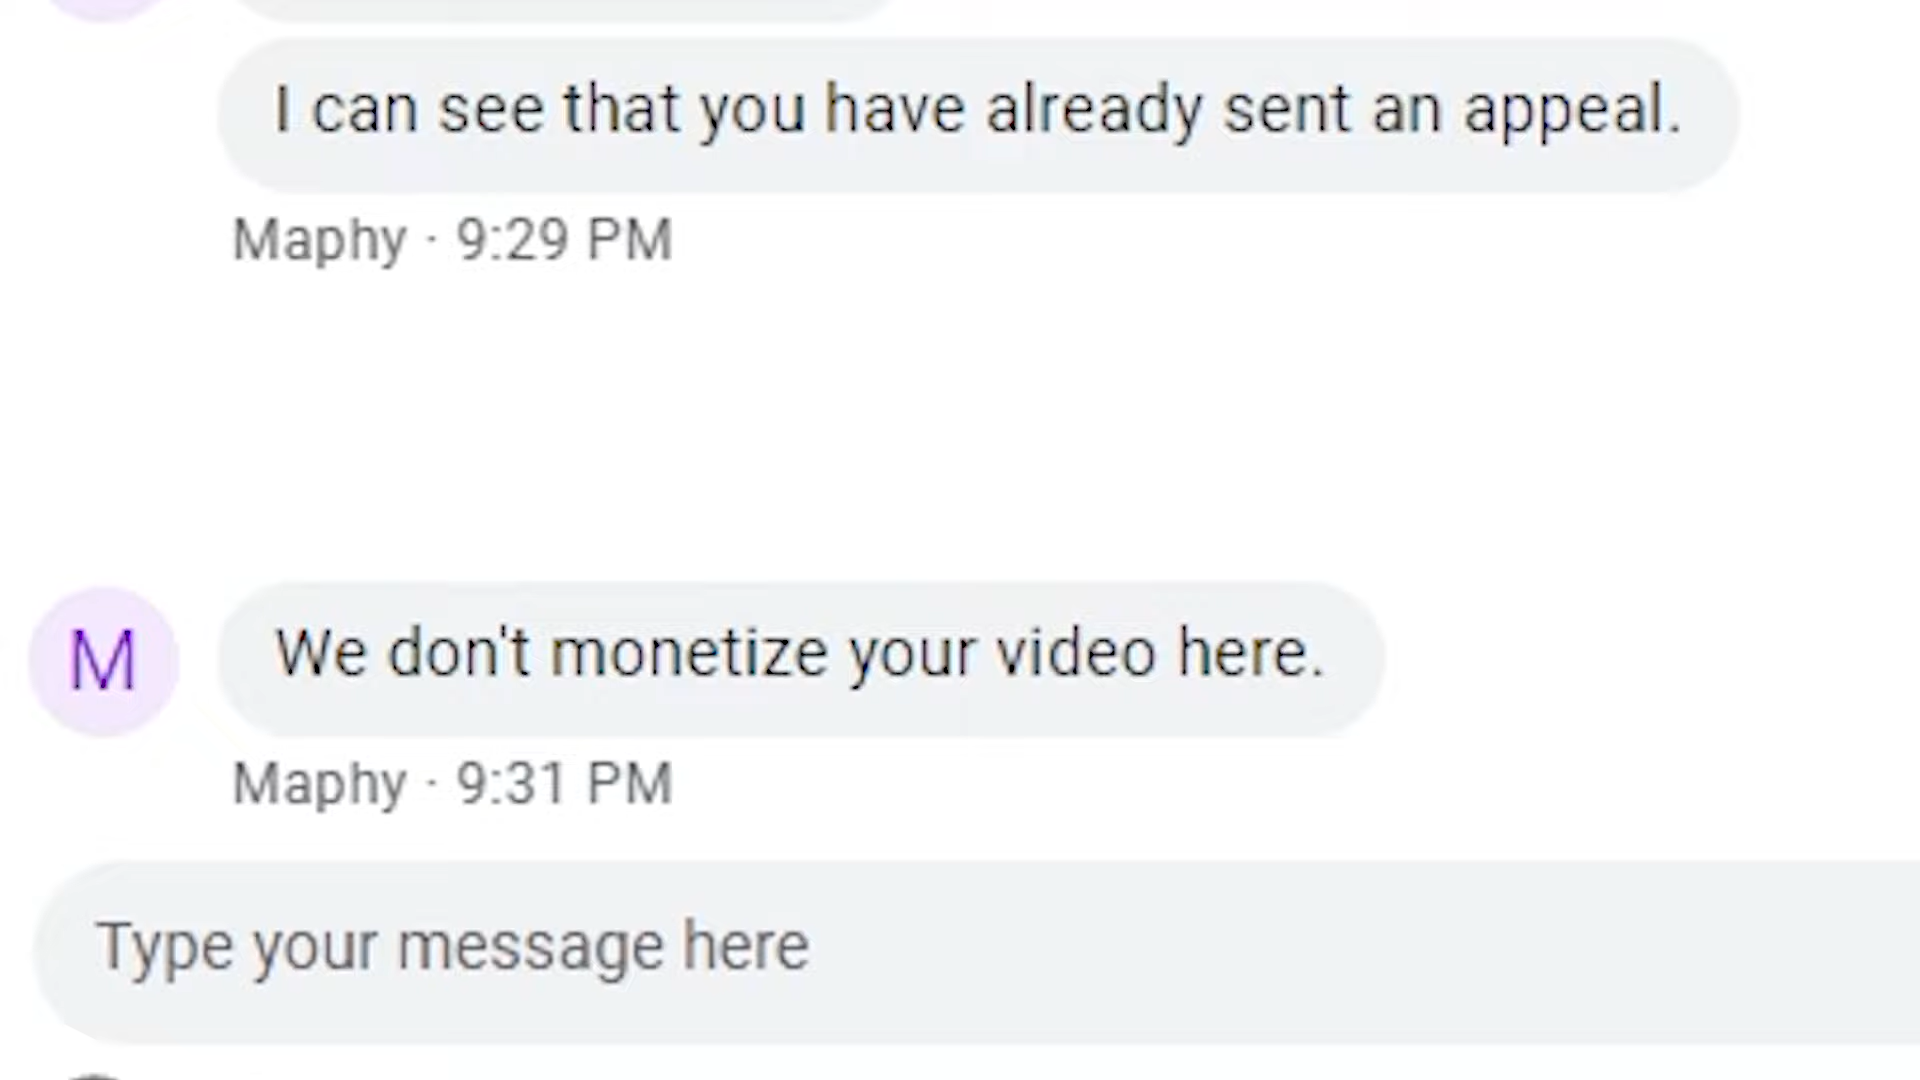 I can see that you have already sent an appeal.
Maphy · 9:29 PM
M
We don't monetize your video here.
Maphy · 9:31 PM
Type your message here